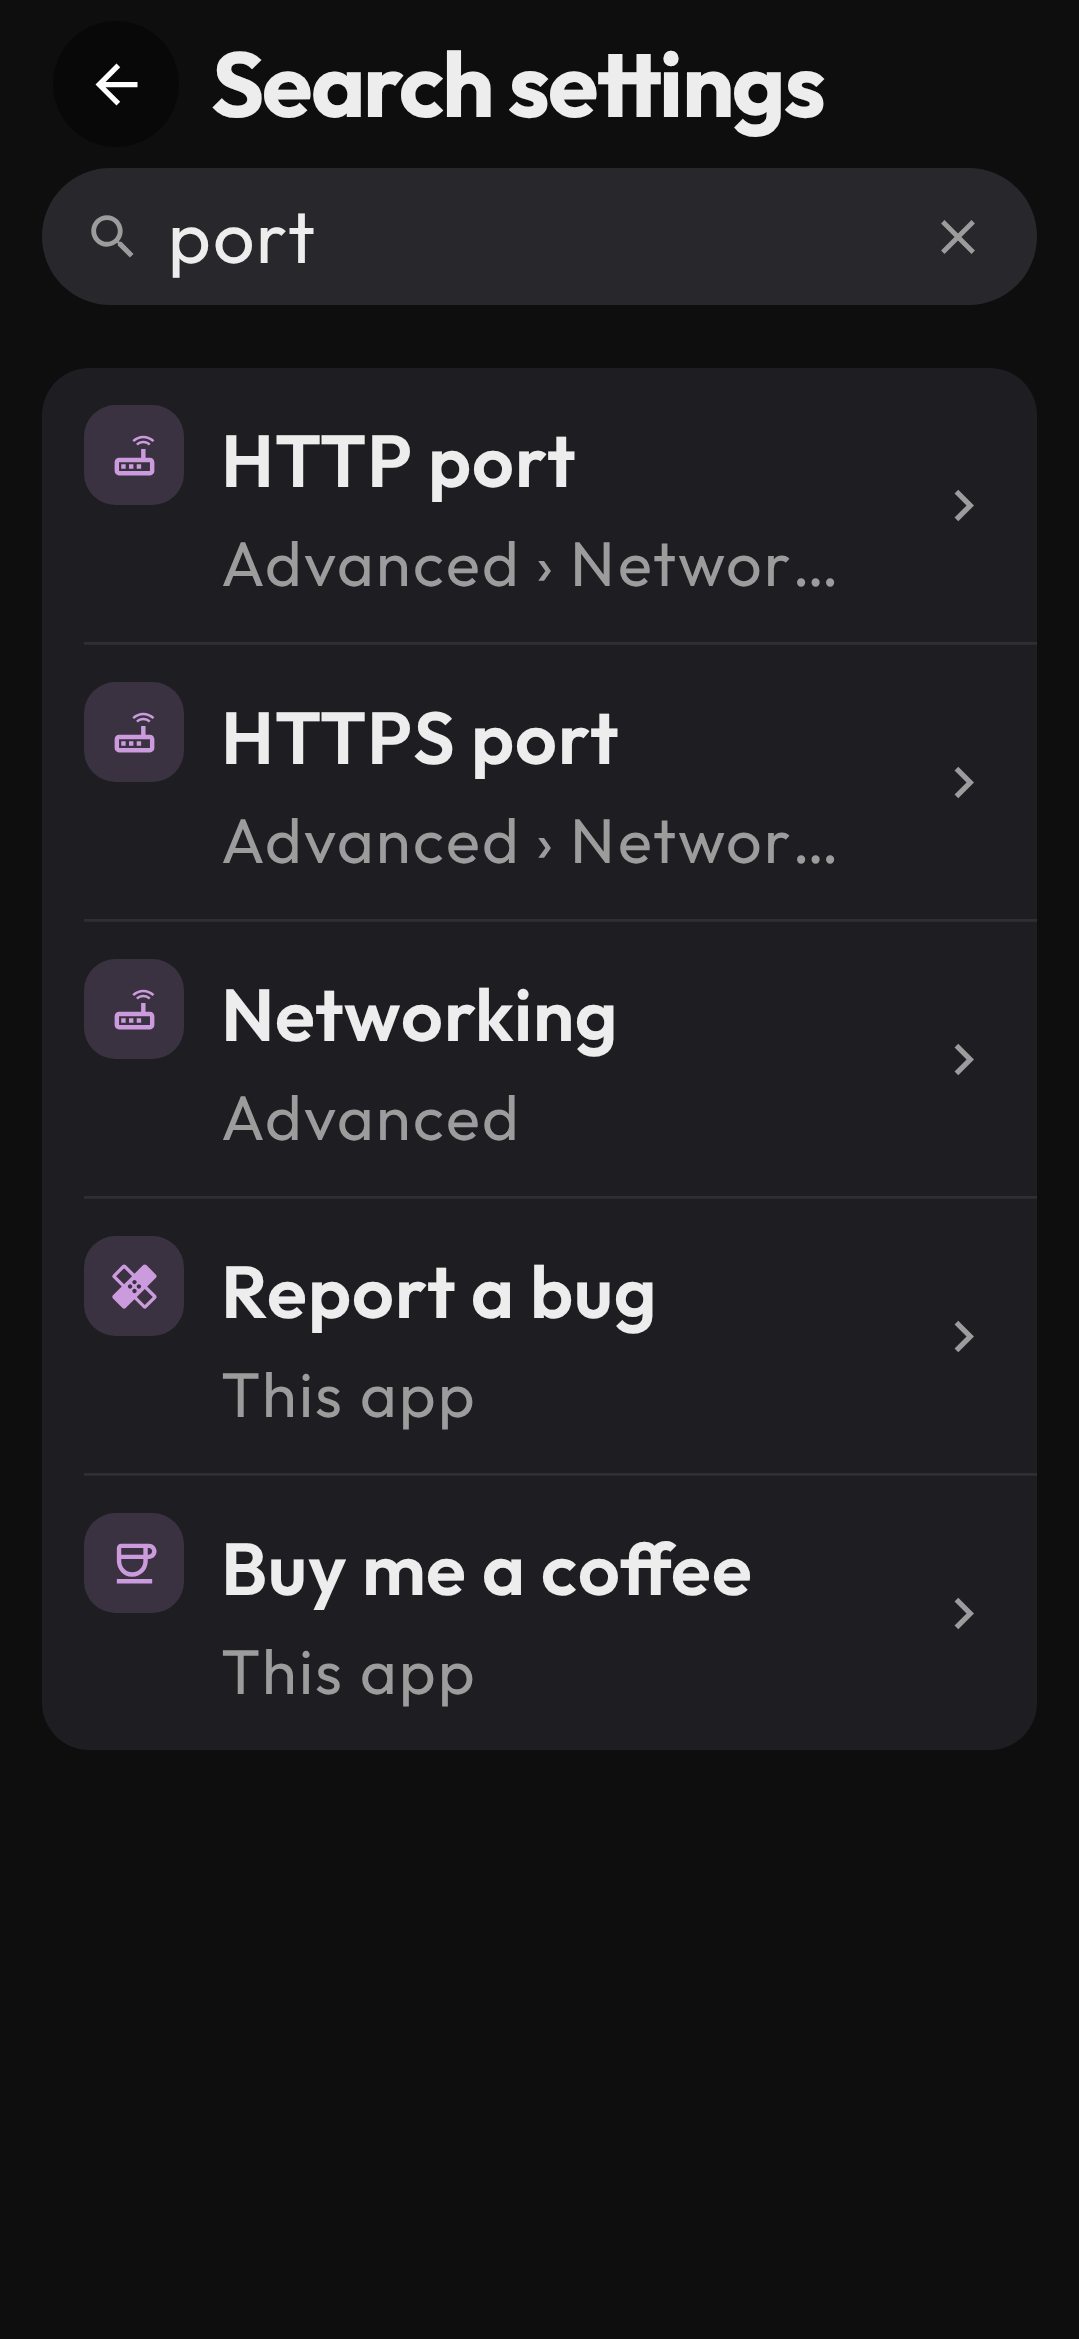 Search settings
port
HTTP port
Advanced › Networ...
HTTPS port
Advanced › Networ...
Networking
Advanced
Report a bug
This app
Buy me a coffee
This app